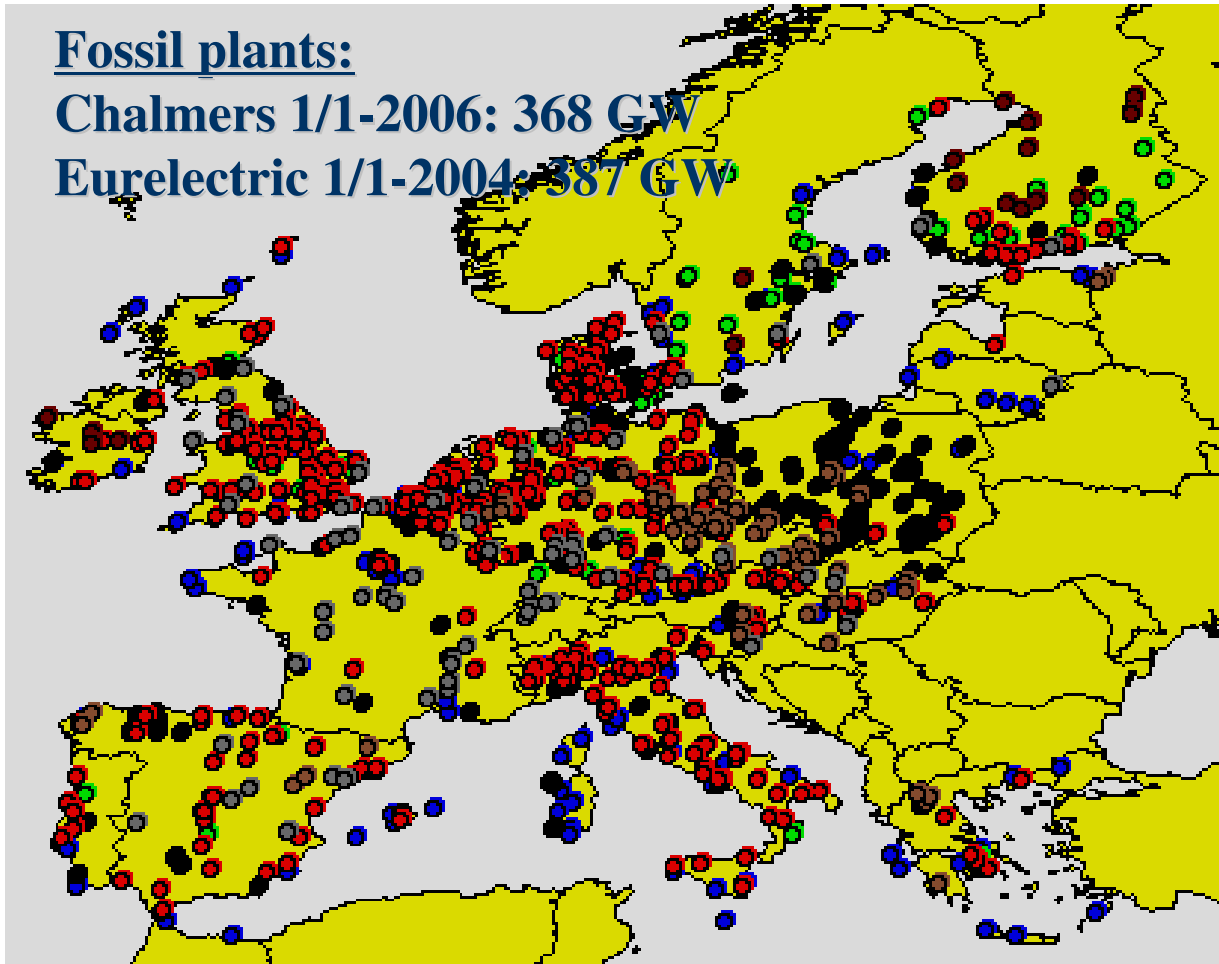 Fossil plants:
Chalmers 1/1-2006: 368 GW
Eurelectric 1/1-2004: 387 GW